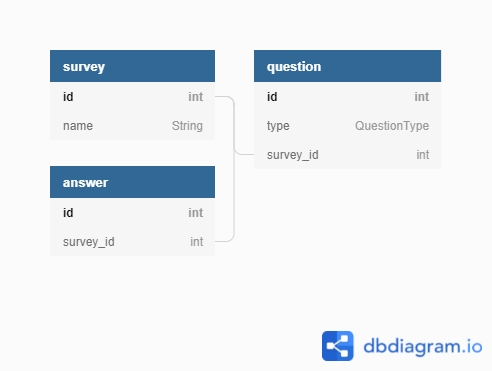 survey
id int
name String
answer
id int
survey_id int
question
id int
type QuestionType
survey_id int
dbdiagram.io